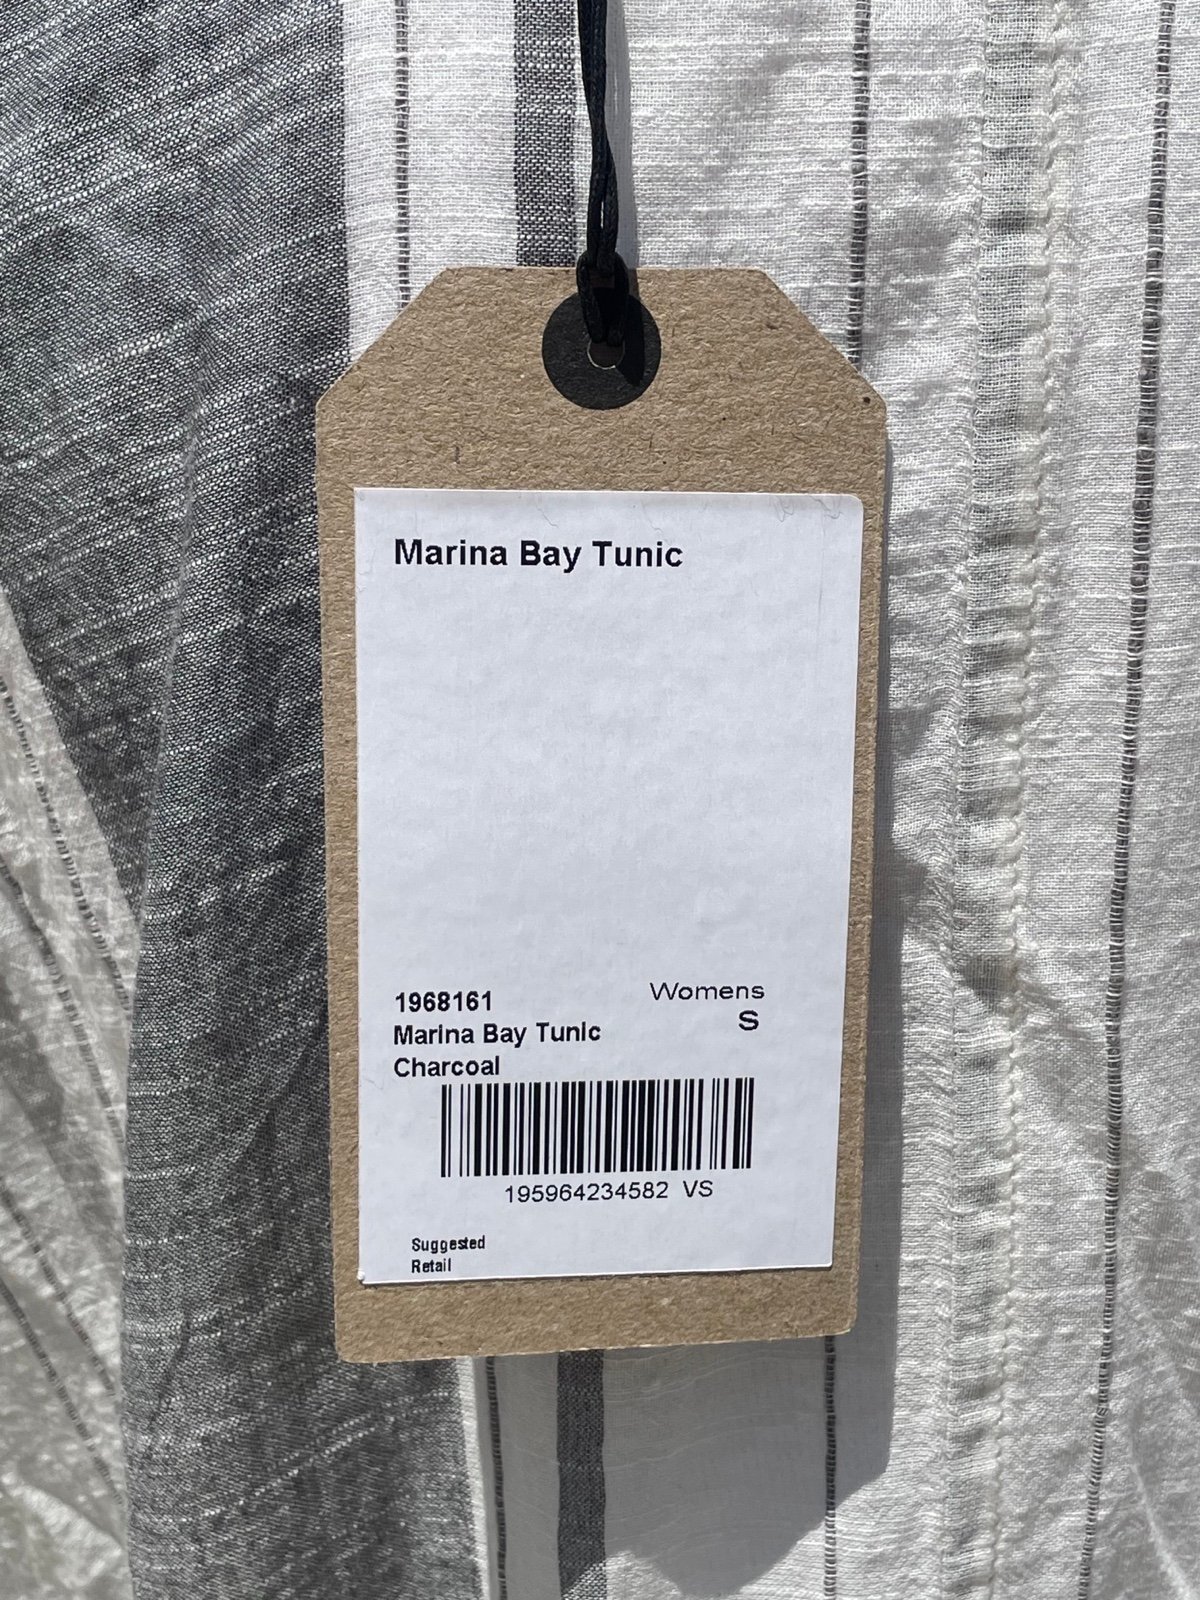 Marina Bay Tunic
1968161
Marina Bay Tunic
Charcoal
Womens
S
195964234582 VS
Suggested
Retail